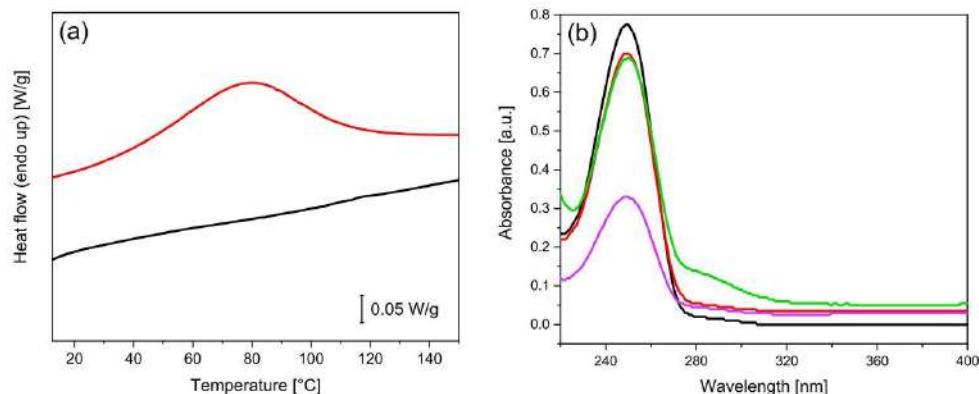 (a)
Heat flow (endo up) [W/g]
0.05 W/g
20 40 60 80 100 120 140
Temperature [°C]
(b)
Absorbance [a.u.]
0.8
0.7
0.6
0.5
0.4
0.3
0.2
0.1
0.0
240 280 320 360 400
Wavelength [nm]